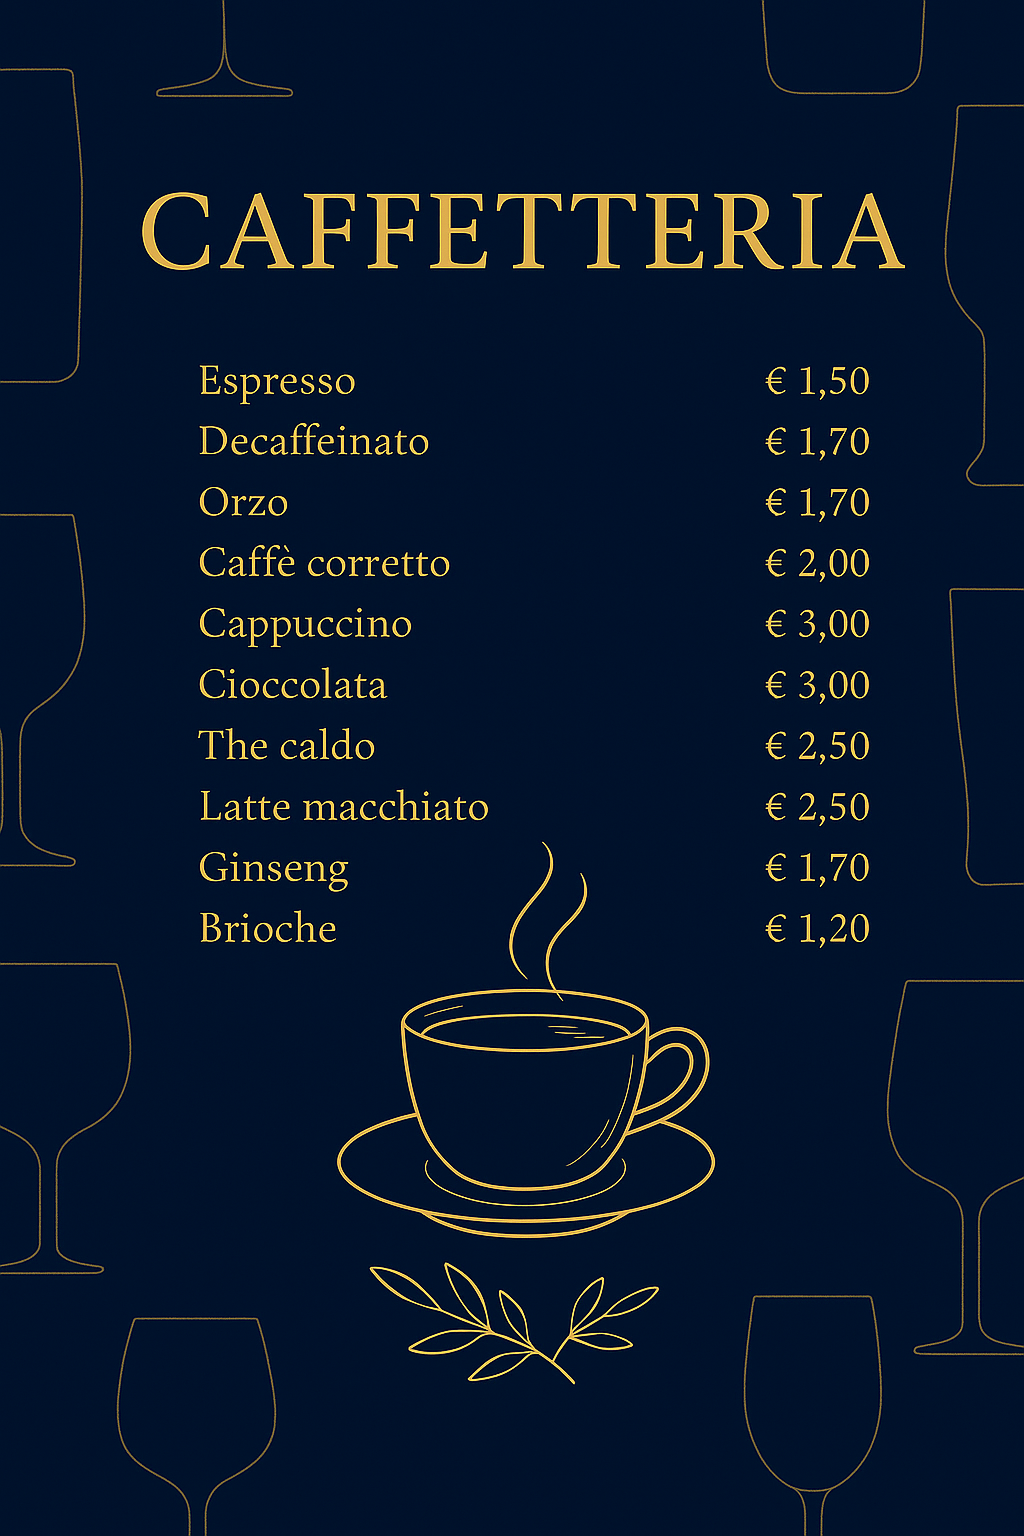 CAFFETTERIA
Espresso € 1,50
Decaffeinato € 1,70
Orzo € 1,70
Caffè corretto € 2,00
Cappuccino € 3,00
Cioccolata € 3,00
The caldo € 2,50
Latte macchiato € 2,50
Ginseng € 1,70
Brioche € 1,20